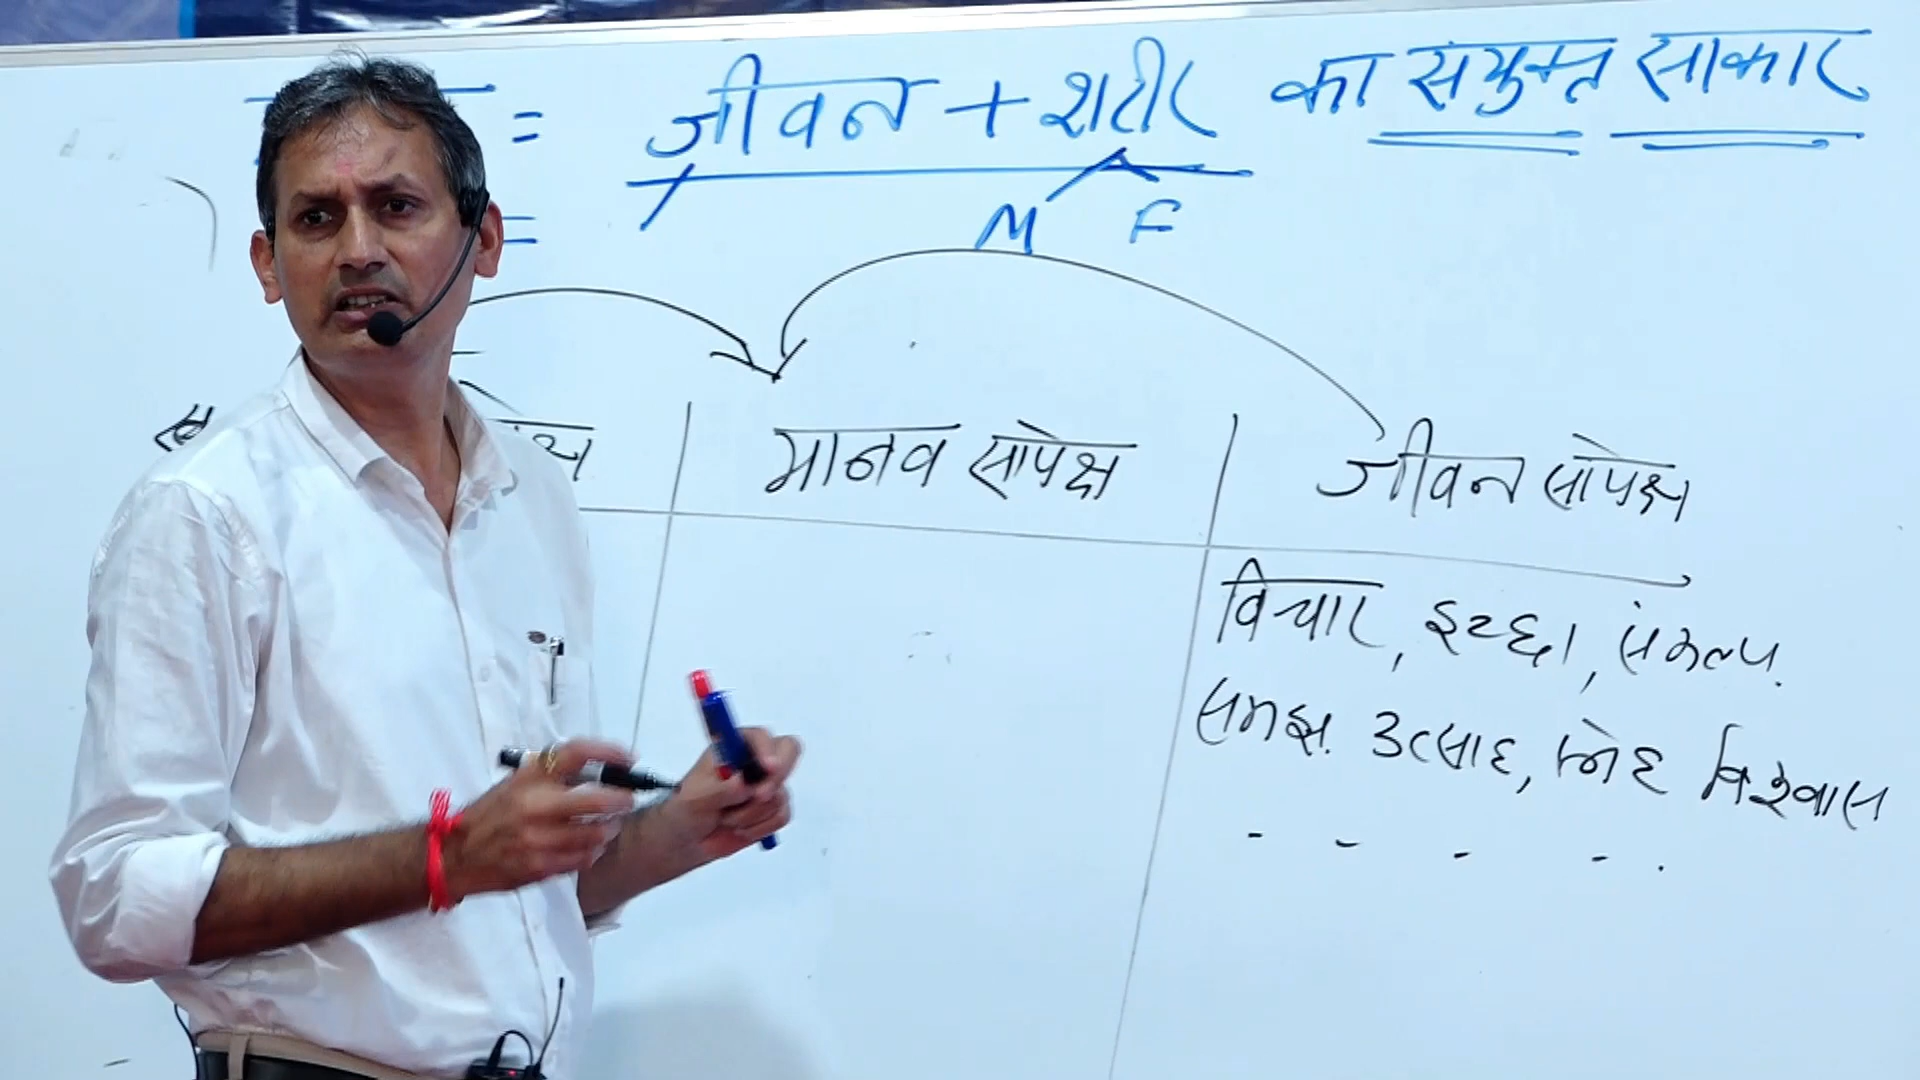 = जीवन + शरीर का संयुक्त साकार
= M F
मानव सापेक्ष जीवन सापेक्ष
विचार, इच्छा, संकल्प.
समझ. उत्साह, स्नेह विश्वास